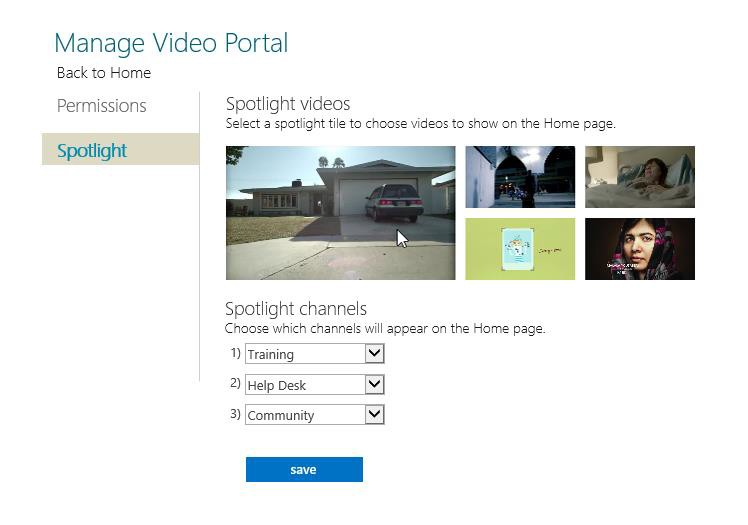 Manage Video Portal
Back to Home
Permissions
Spotlight
Spotlight videos
Select a spotlight tile to choose videos to show on the Home page.
Spotlight channels
Choose which channels will appear on the Home page.
1) Training
2) Help Desk
3) Community
save